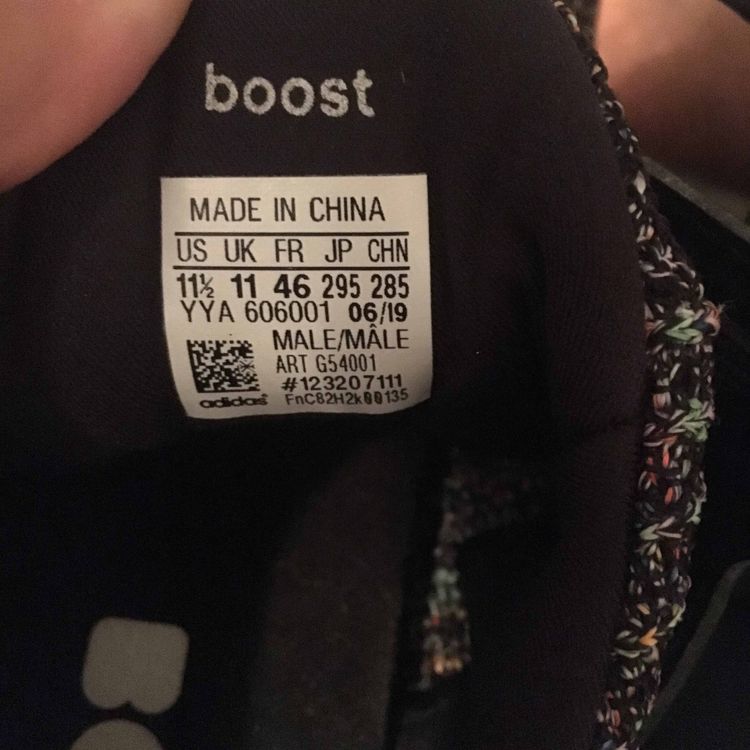 boost
MADE IN CHINA
US UK FR JP CHN
11½ 11 46 295 285
YYA 606001 06/19
MALE/MÂLE
ART G54001
#123207111
adidas FnC82H2k00135